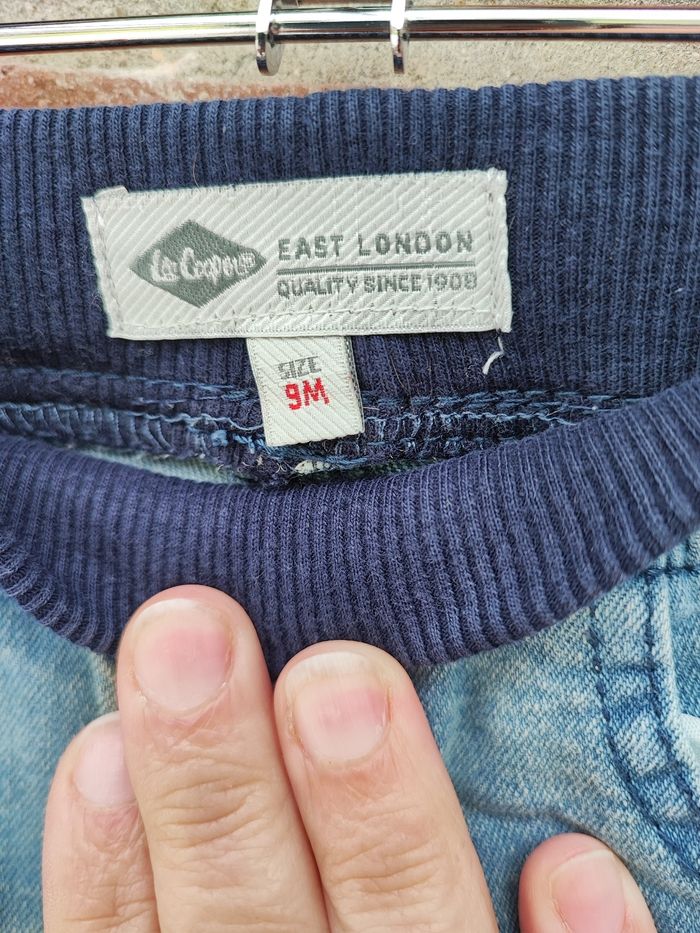 Lee Cooper
EAST LONDON
QUALITY SINCE 1908
SIZE
9M